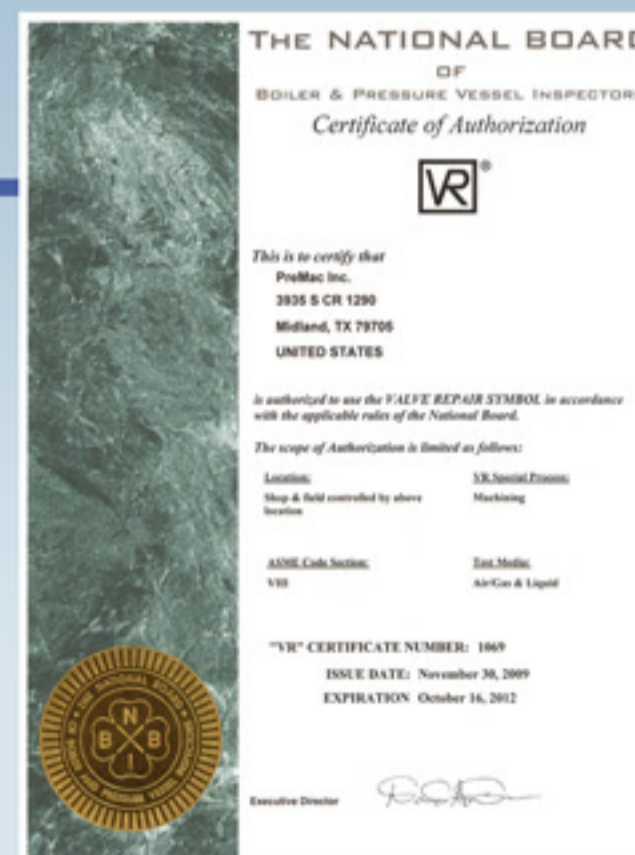 THE NATIONAL BOARD
OF
BOILER & PRESSURE VESSEL INSPECTOR
Certificate of Authorization
VR®
This is to certify that
PreMac Inc.
3935 S CR 1290
Midland, TX 79706
UNITED STATES
is authorized to use the VALVE REPAIR SYMBOL in accordance
with the applicable rules of the National Board.
The scope of Authorization is limited as follows:
Location:
Shop & field controlled by above
location
VR Special Process:
Machining
ASME Code Section:
VIII
Test Media:
Air/Gas & Liquid
"VR" CERTIFICATE NUMBER: 1069
ISSUE DATE: November 30, 2009
EXPIRATION October 16, 2012
Executive Director
N
B B
I